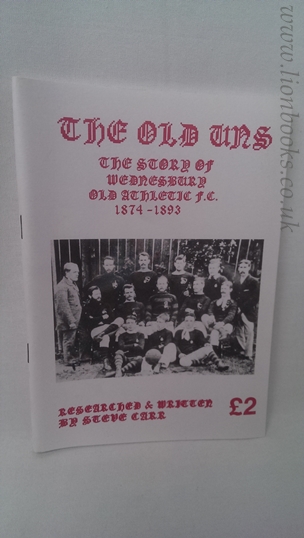 THE OLD UNS
THE STORY OF
WEDNESBURY
OLD ATHLETIC F.C.
1874-1893
RESEARCHED & WRITTEN
BY STEVE CARR
£2
www.lionbooks.co.u